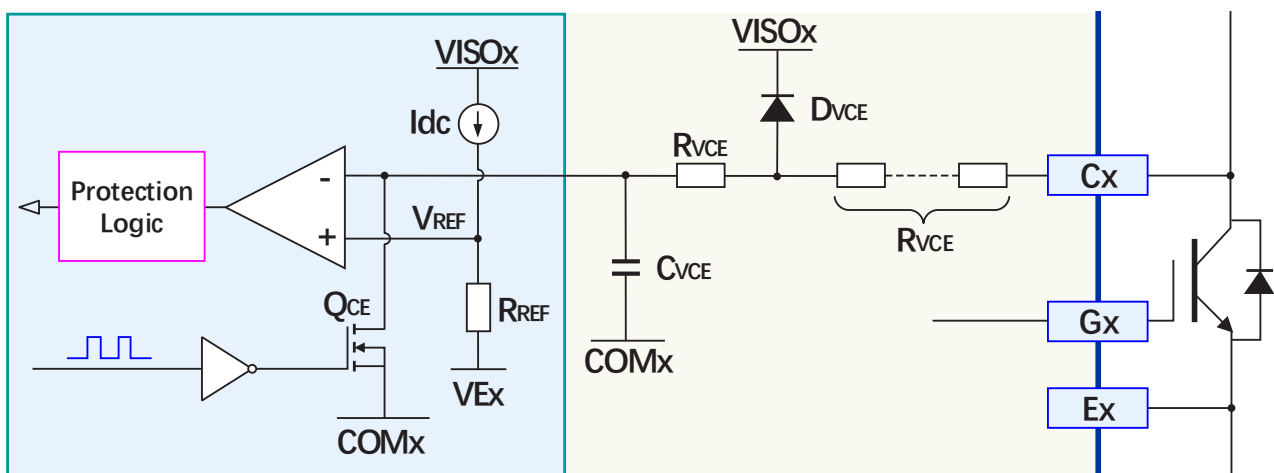 VISOx
VISOx
Idc
DVCE
RVCE
Protection
Logic
-
+
VREF
Cx
RVCE
CVCE
QCE
RREF
Gx
COMx
VEx
Ex
COMx